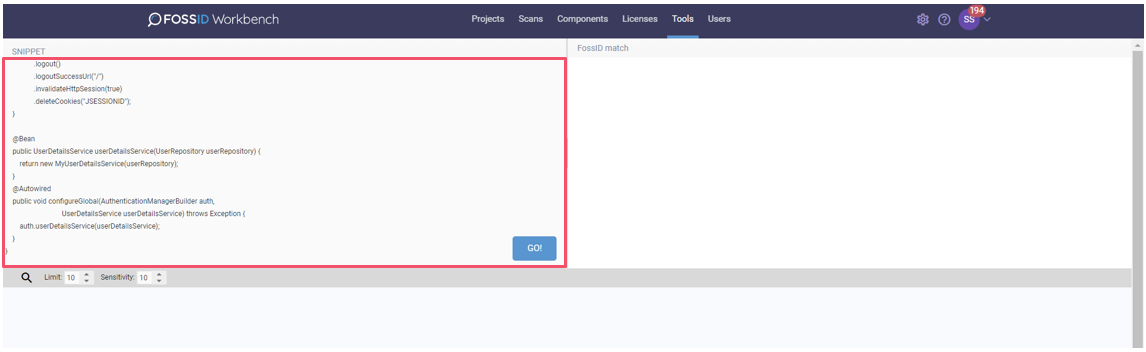 FOSSID Workbench
Projects Scans Components Licenses Tools Users
194
SS
SNIPPET
FossID match
.logout()
.logoutSuccessUrl("/")
.invalidateHttpSession(true)
.deleteCookies("JSESSIONID");
}
@Bean
public UserDetailsService userDetailsService(UserRepository userRepository) {
return new MyUserDetailsService(userRepository);
}
@Autowired
public void configureGlobal(AuthenticationManagerBuilder auth,
UserDetailsService userDetailsService) throws Exception {
auth.userDetailsService(userDetailsService);
}
}
GO!
Limit: 10 Sensitivity: 10